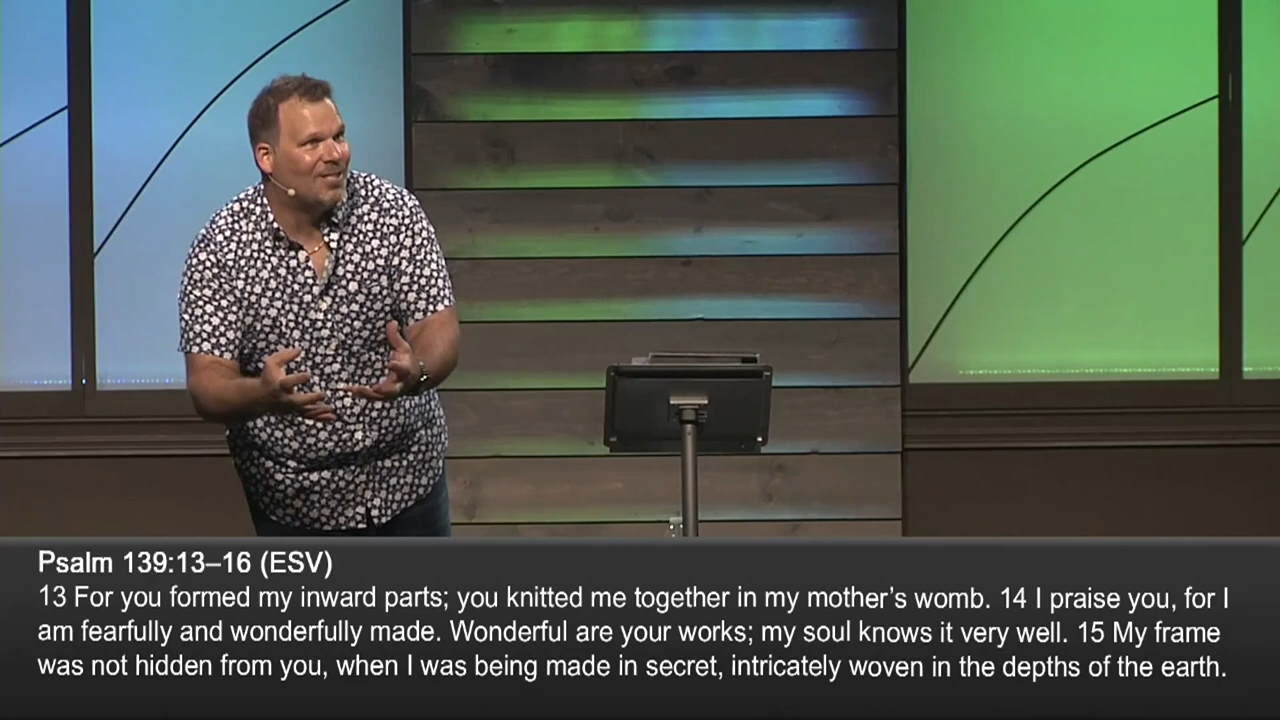 Psalm 139:13–16 (ESV)
13 For you formed my inward parts; you knitted me together in my mother’s womb. 14 I praise you, for I
am fearfully and wonderfully made. Wonderful are your works; my soul knows it very well. 15 My frame
was not hidden from you, when I was being made in secret, intricately woven in the depths of the earth.